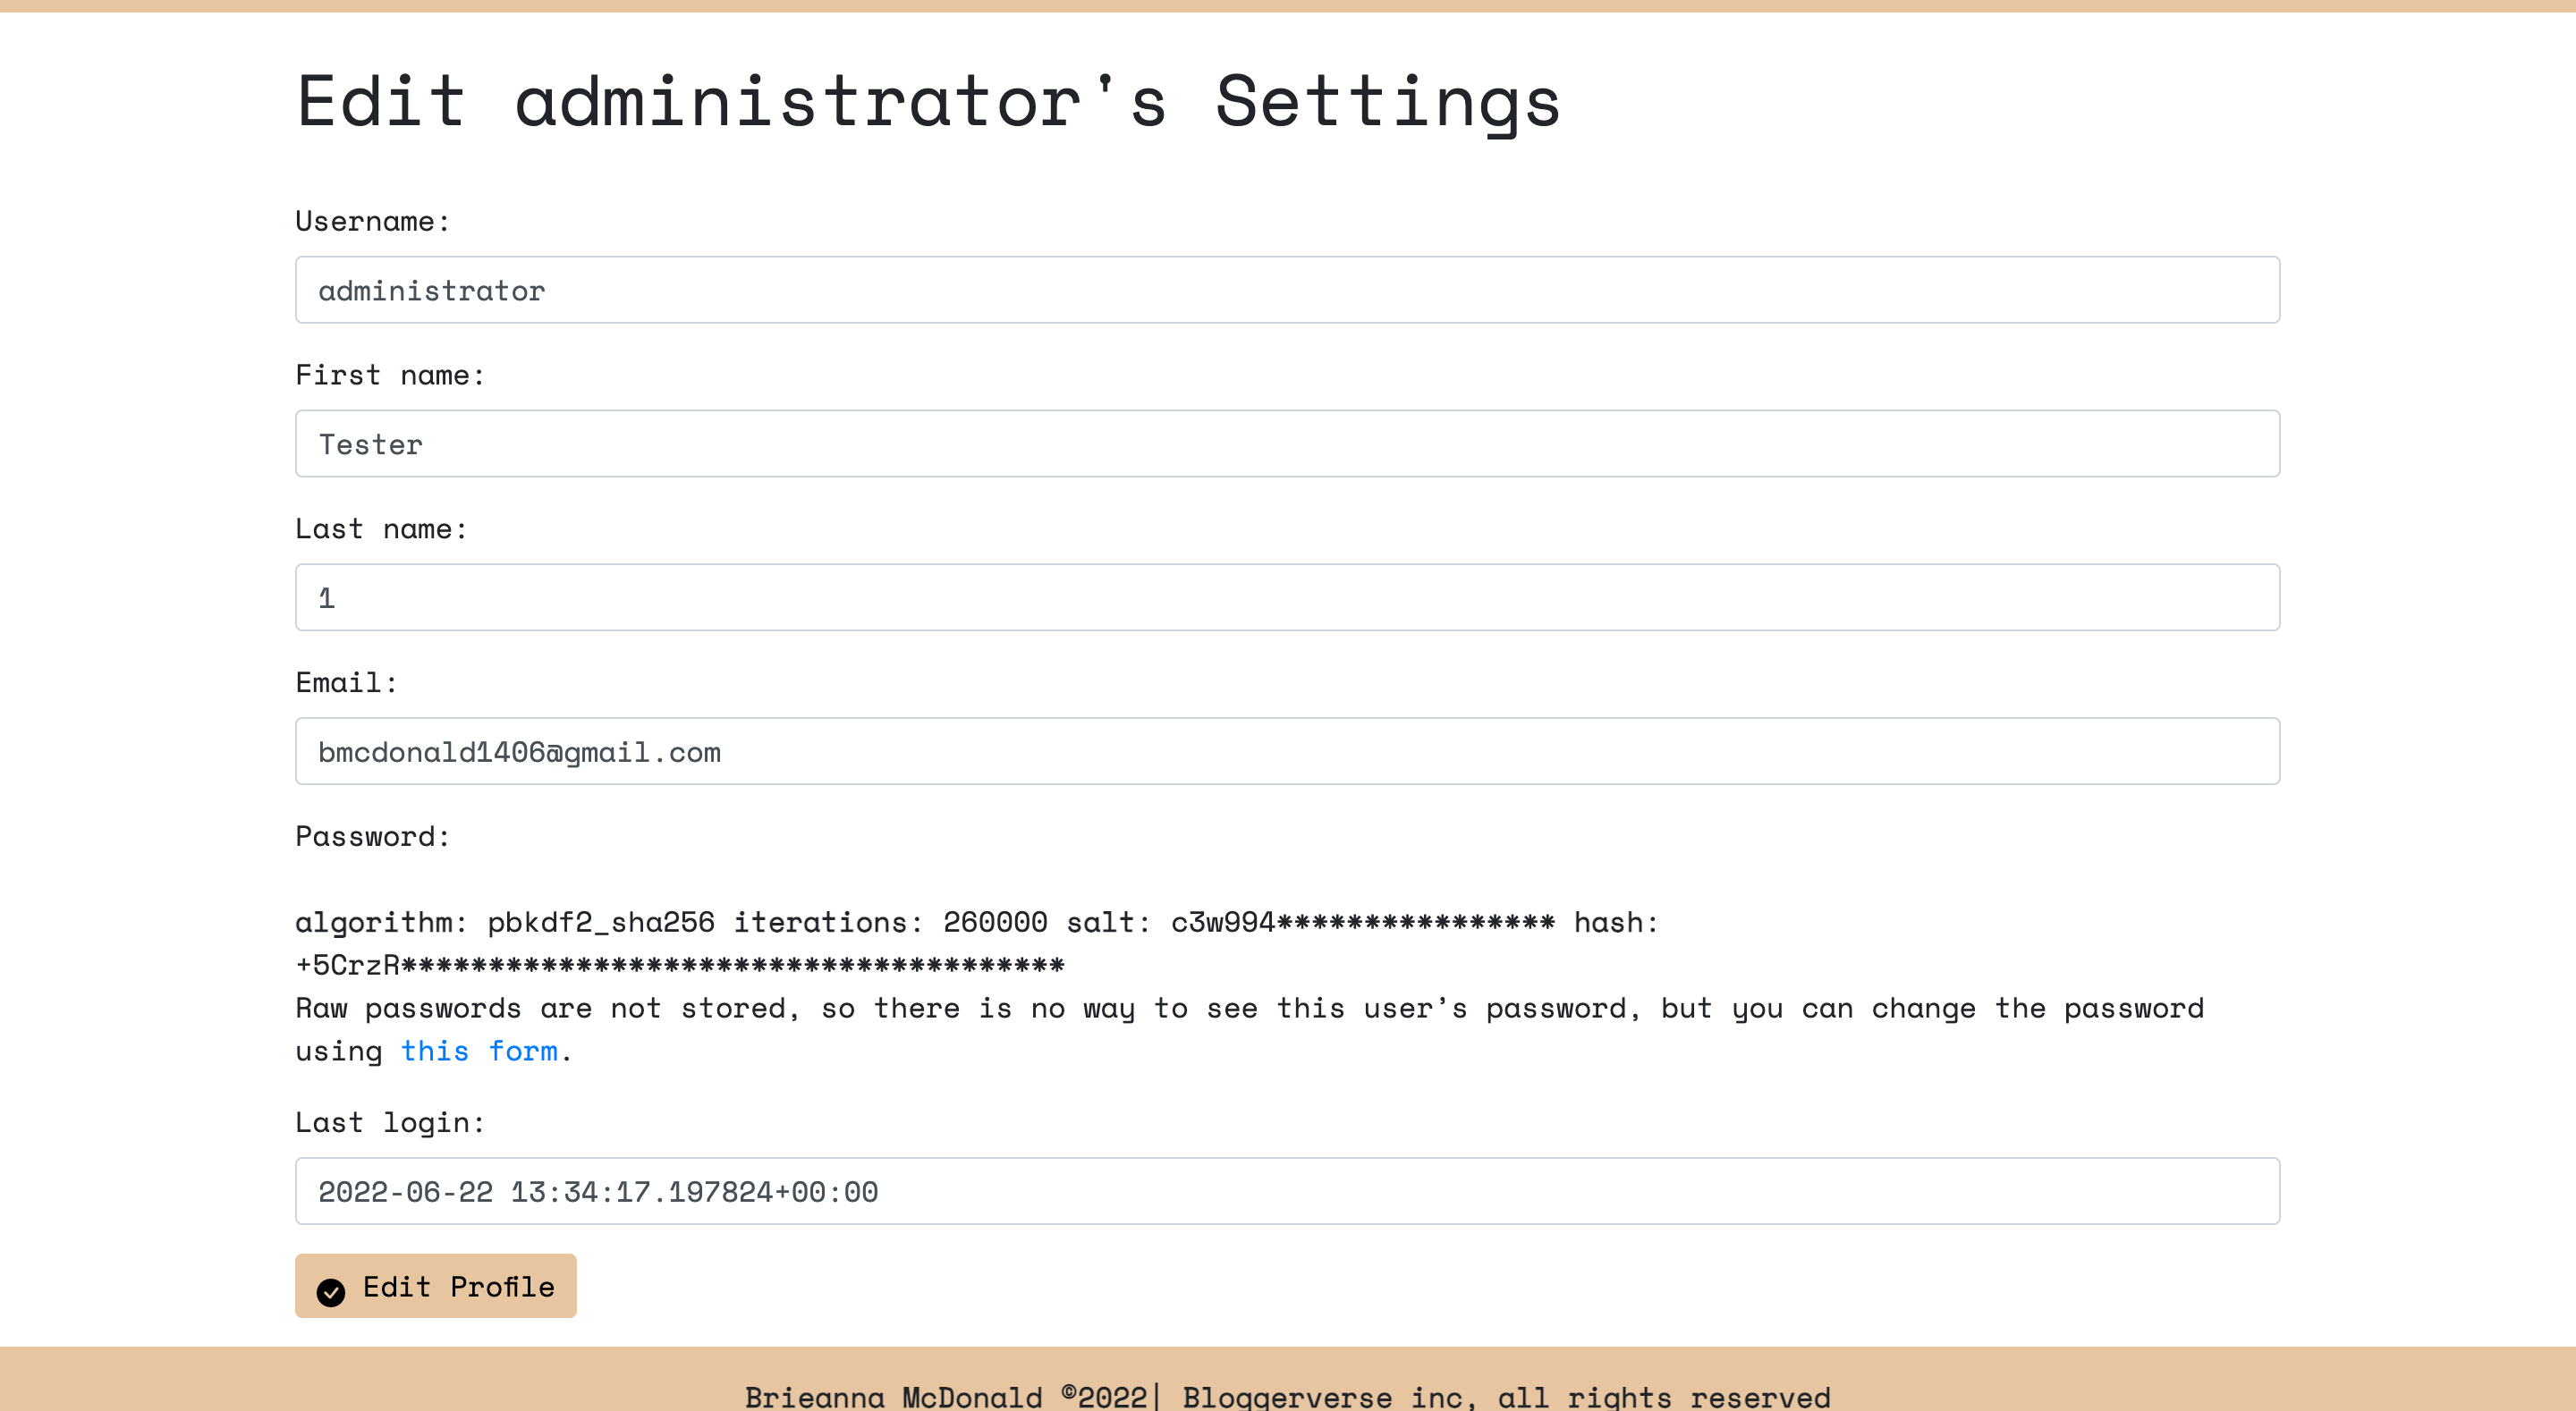 Edit administrator's Settings
Username:
administrator
First name:
Tester
Last name:
1
Email:
bmcdonald1406@gmail.com
Password:
algorithm: pbkdf2_sha256 iterations: 260000 salt: c3w994**************** hash:
+5CrzR**************************************
Raw passwords are not stored, so there is no way to see this user’s password, but you can change the password
using this form.
Last login:
2022-06-22 13:34:17.197824+00:00
Edit Profile
Brieanna McDonald ©2022| Bloggerverse inc, all rights reserved